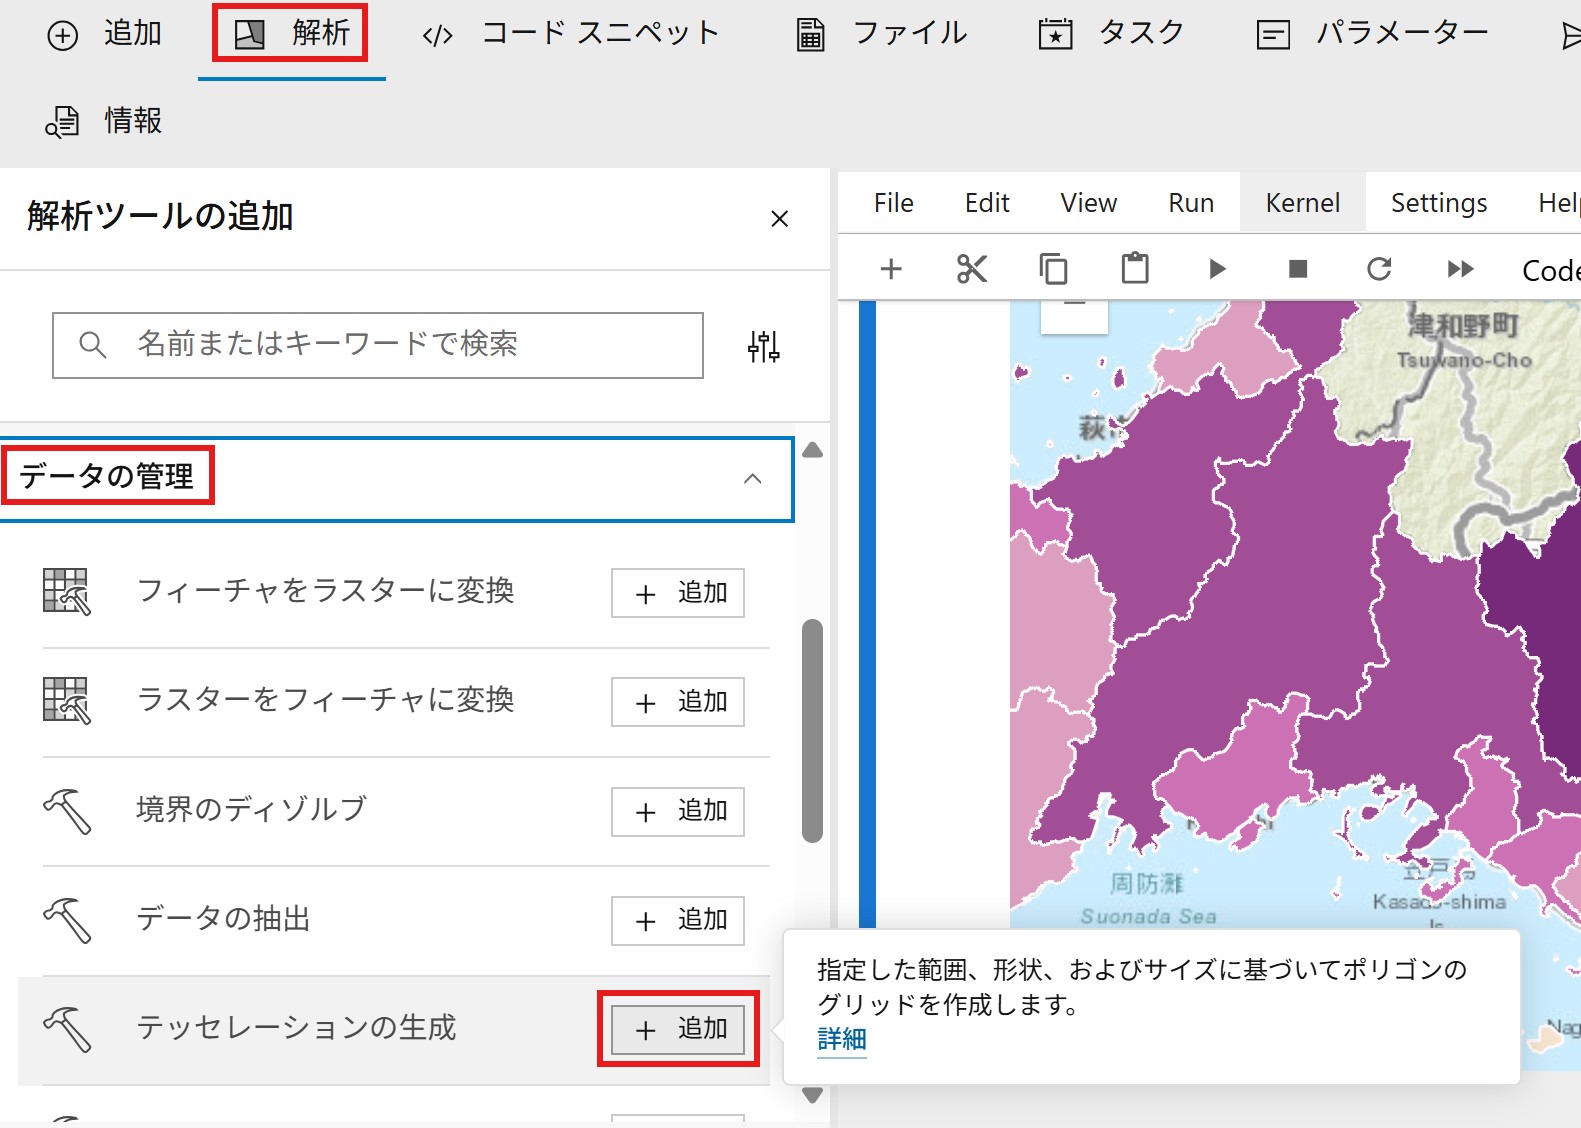 追加
解析
コード スニペット
ファイル
タスク
パラメーター
情報
解析ツールの追加
名前またはキーワードで検索
データの管理
フィーチャをラスターに変換
追加
ラスターをフィーチャに変換
追加
境界のディゾルブ
追加
データの抽出
追加
テッセレーションの生成
追加
File Edit View Run Kernel Settings Help
Code
津和野町
Tsuwano-Cho
萩
周防灘
Suonada Sea
Kasado-shima
Is
Nag
指定した範囲、形状、およびサイズに基づいてポリゴンの
グリッドを作成します。
詳細